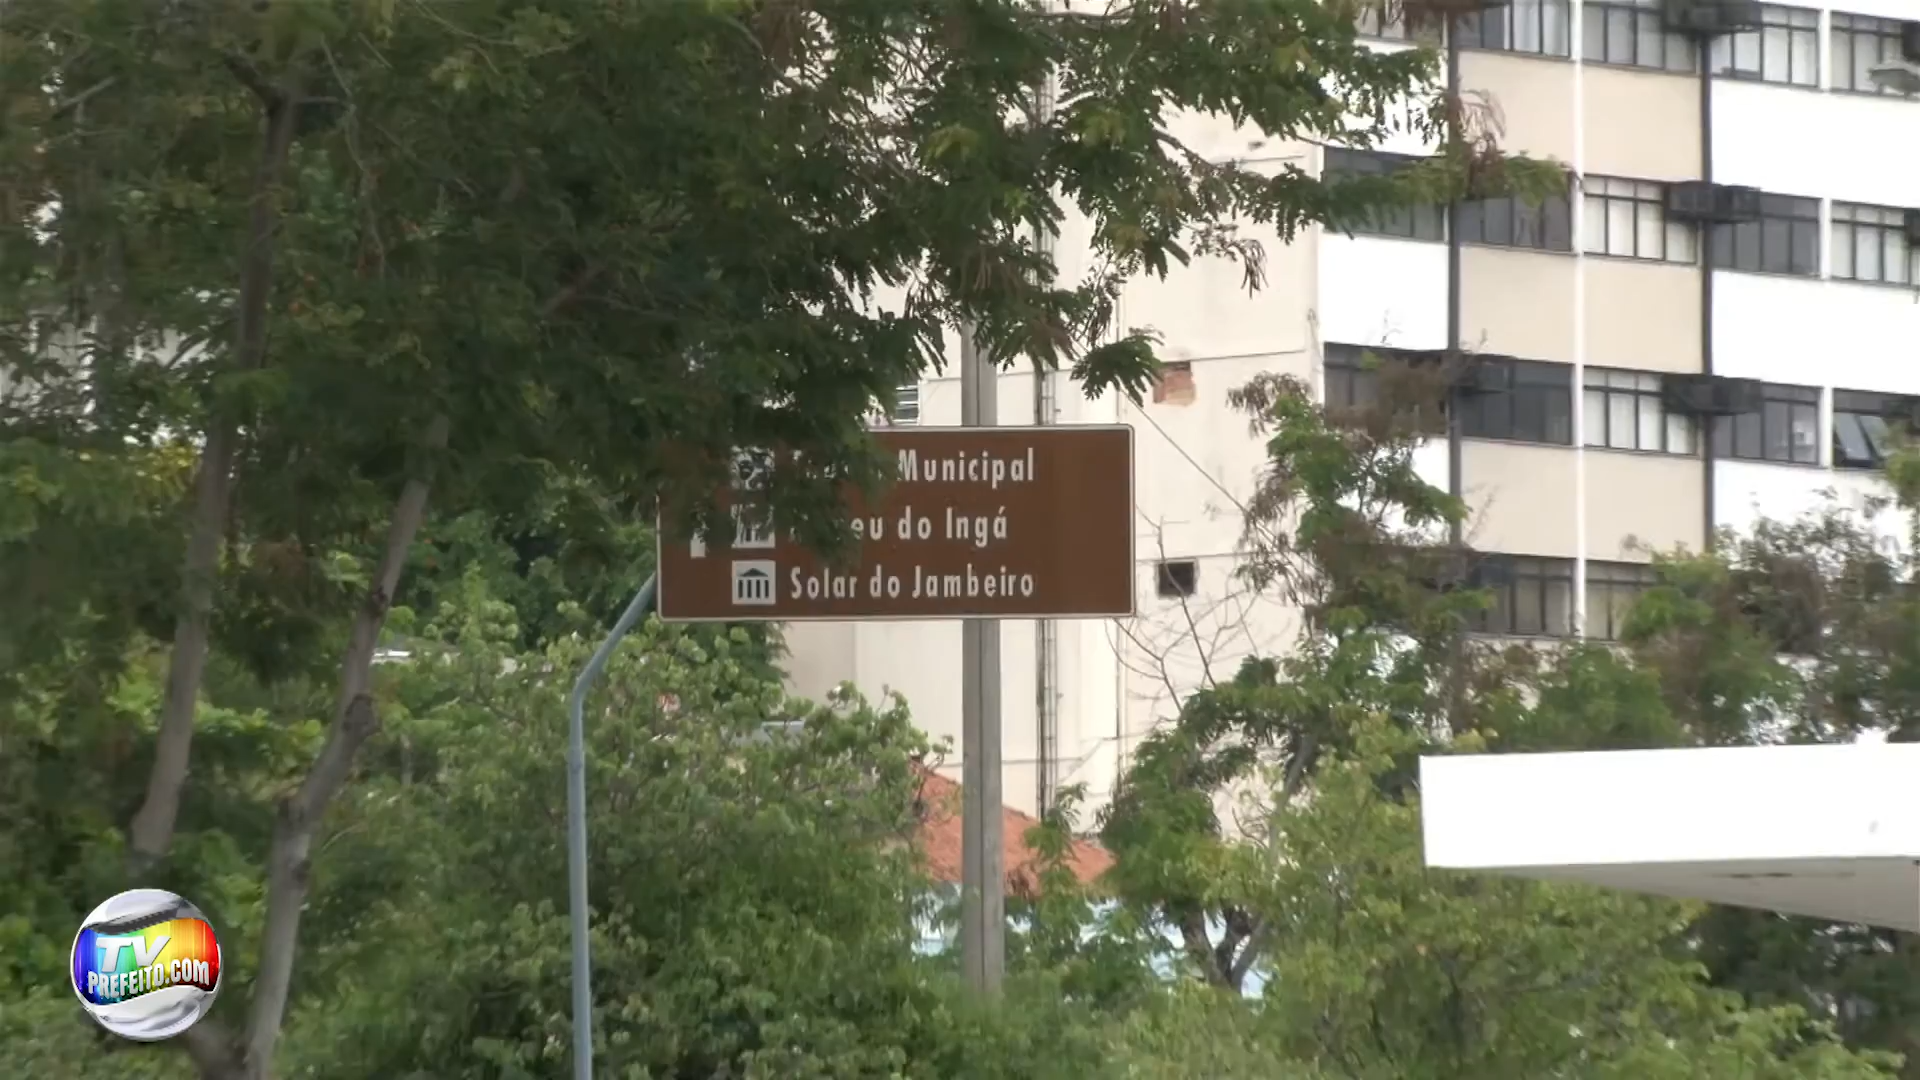 Municipal
do Ingá
Solar do Jambeiro
TV
PREFEITO.COM